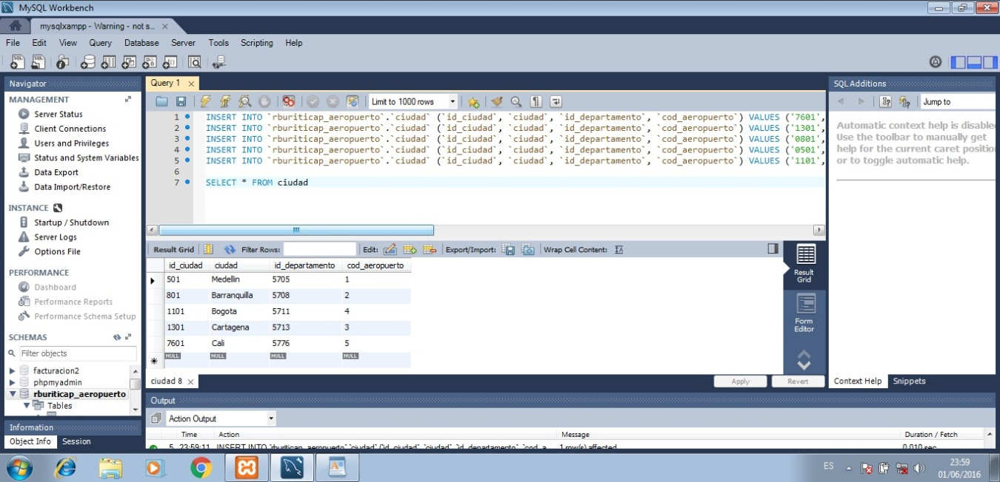 MySQL Workbench
mysqlxampp - Warning - not s...
File Edit View Query Database Server Tools Scripting Help
Navigator
MANAGEMENT
Server Status
Client Connections
Users and Privileges
Status and System Variables
Data Export
Data Import/Restore
INSTANCE
Startup / Shutdown
Server Logs
Options File
PERFORMANCE
Dashboard
Performance Reports
Performance Schema Setup
SCHEMAS
Filter objects
facturacion2
phpmyadmin
rburiticap_aeropuerto
Tables
Information
Object Info Session
Query 1
Limit to 1000 rows
1 INSERT INTO `rburiticap_aeropuerto`.`ciudad` (`id_ciudad`, `ciudad`, `id_departamento`, `cod_aeropuerto`) VALUES ('7601',
2 INSERT INTO `rburiticap_aeropuerto`.`ciudad` (`id_ciudad`, `ciudad`, `id_departamento`, `cod_aeropuerto`) VALUES ('1301',
3 INSERT INTO `rburiticap_aeropuerto`.`ciudad` (`id_ciudad`, `ciudad`, `id_departamento`, `cod_aeropuerto`) VALUES ('0801',
4 INSERT INTO `rburiticap_aeropuerto`.`ciudad` (`id_ciudad`, `ciudad`, `id_departamento`, `cod_aeropuerto`) VALUES ('0501',
5 INSERT INTO `rburiticap_aeropuerto`.`ciudad` (`id_ciudad`, `ciudad`, `id_departamento`, `cod_aeropuerto`) VALUES ('1101',
6
7 SELECT * FROM ciudad
Result Grid Filter Rows: Edit: Export/Import: Wrap Cell Content:
id_ciudad ciudad id_departamento cod_aeropuerto
501 Medellin 5705 1
801 Barranquilla 5708 2
1101 Bogota 5711 4
1301 Cartagena 5713 3
7601 Cali 5776 5
NULL NULL NULL NULL
Result
Grid
Form
Editor
ciudad 8
Apply Revert
SQL Additions
Jump to
Automatic context help is disable
Use the toolbar to manually get
help for the current caret positio
or to toggle automatic help.
Context Help Snippets
Output
Action Output
Time Action Message Duration / Fetch
5 23:59:11 INSERT INTO `rburiticap_aeropuerto`.`ciudad` (`id_ciudad`, `ciudad`, `id_departamento`, `cod_a... 1 row(s) affected 0.010 sec
ES
23:59
01/06/2016